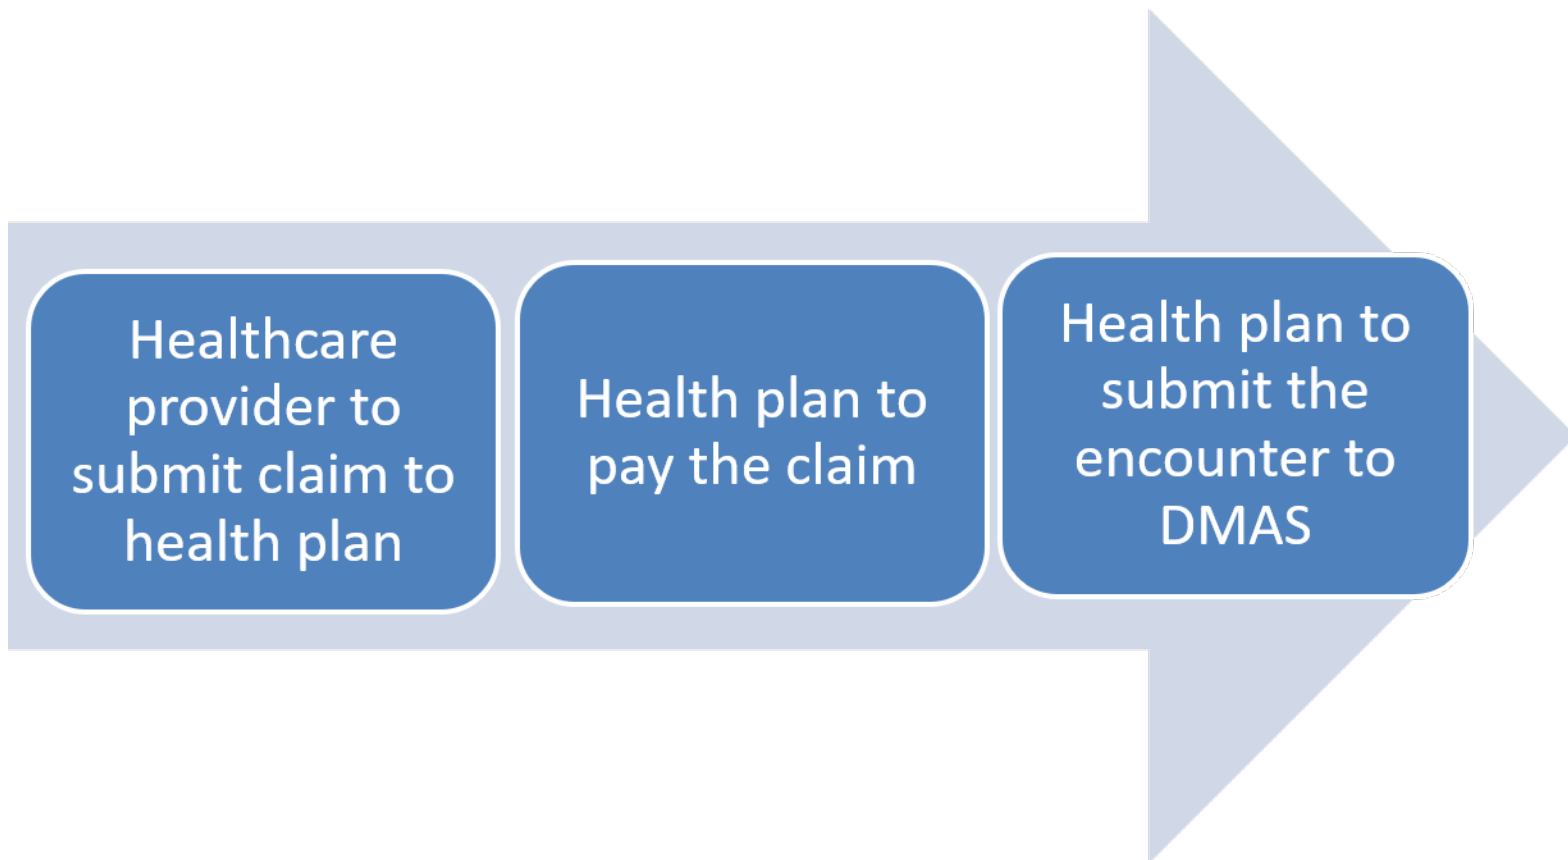 Healthcare
provider to
submit claim to
health plan
Health plan to
pay the claim
Health plan to
submit the
encounter to
DMAS